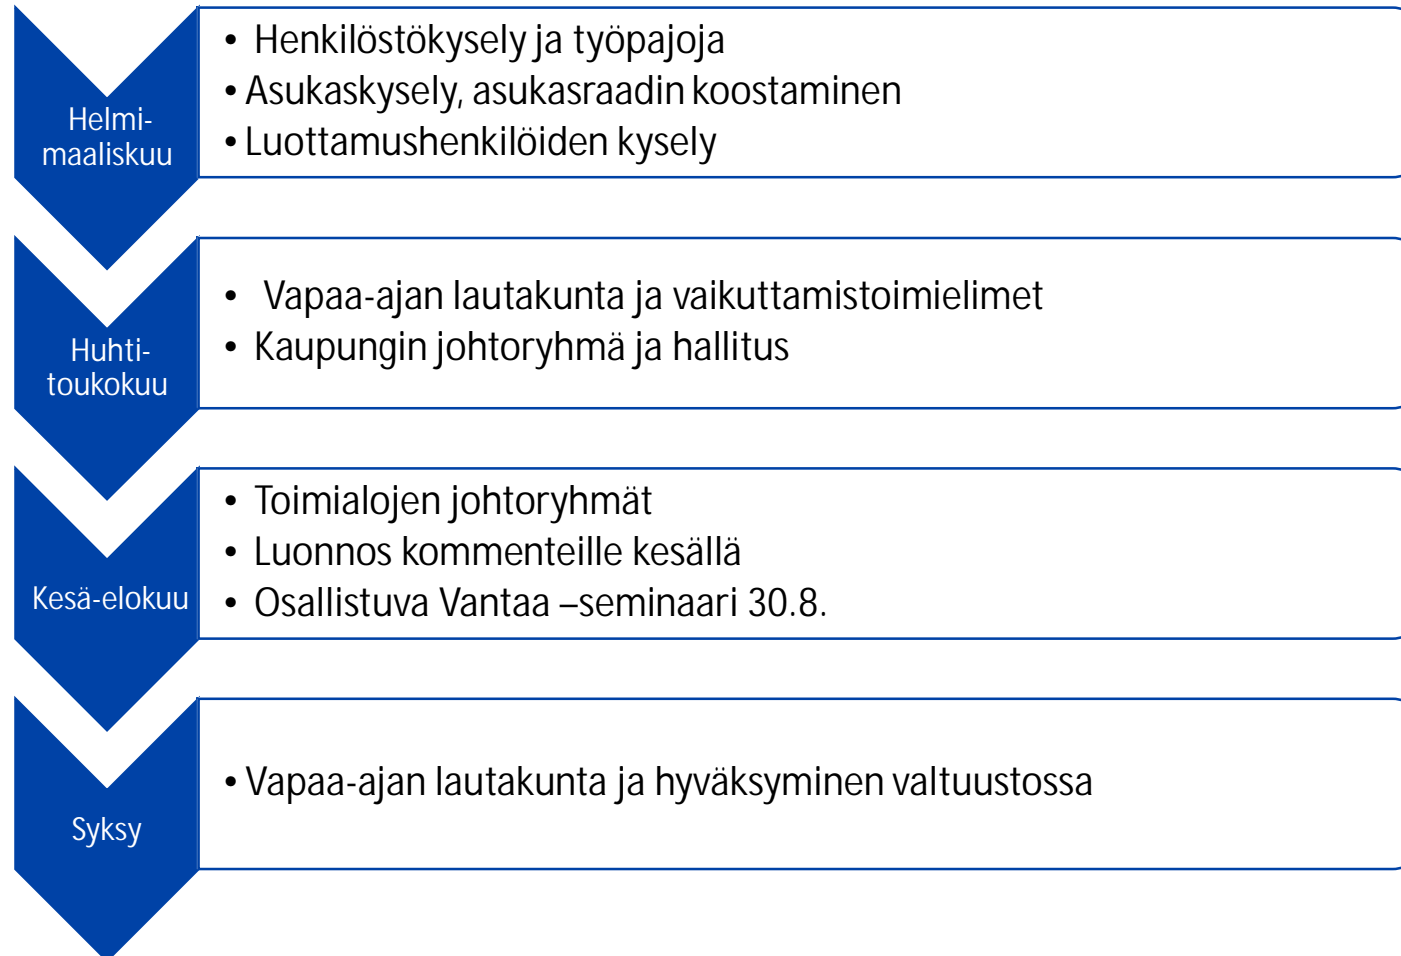 Helmi-
maaliskuu
• Henkilöstökysely ja työpajoja
• Asukaskysely, asukasraadin koostaminen
• Luottamushenkilöiden kysely
Huhti-
toukokuu
• Vapaa-ajan lautakunta ja vaikuttamistoimielimet
• Kaupungin johtoryhmä ja hallitus
Kesä-elokuu
• Toimialojen johtoryhmät
• Luonnos kommenteille kesällä
• Osallistuva Vantaa –seminaari 30.8.
Syksy
• Vapaa-ajan lautakunta ja hyväksyminen valtuustossa